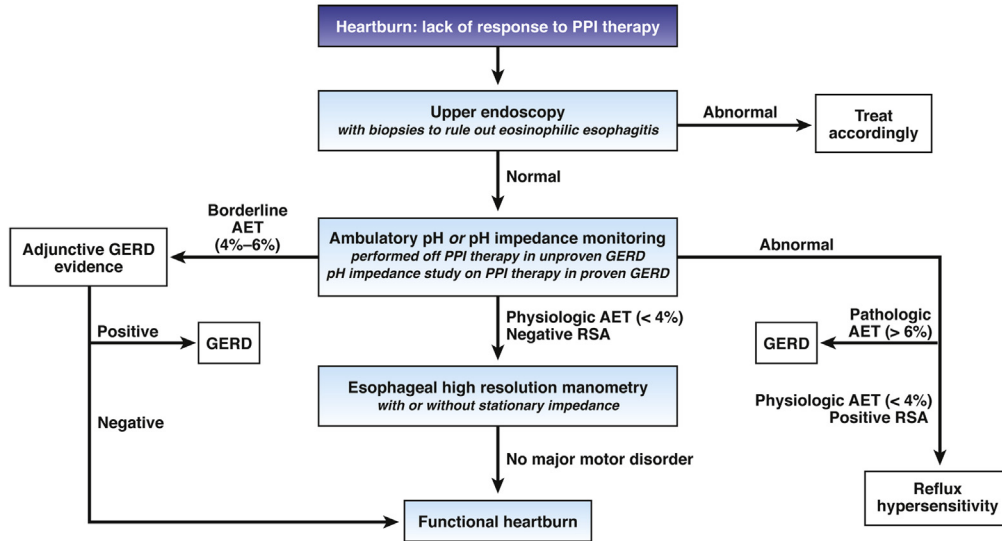 Heartburn: lack of response to PPI therapy
Upper endoscopy
with biopsies to rule out eosinophilic esophagitis
Abnormal
Treat
accordingly
Normal
Borderline
AET
(4%–6%)
Adjunctive GERD
evidence
Ambulatory pH or pH impedance monitoring
performed off PPI therapy in unproven GERD
pH impedance study on PPI therapy in proven GERD
Abnormal
Positive
GERD
Physiologic AET (< 4%)
Negative RSA
Pathologic
AET (> 6%)
GERD
Esophageal high resolution manometry
with or without stationary impedance
Physiologic AET (< 4%)
Positive RSA
Negative
No major motor disorder
Reflux
hypersensitivity
Functional heartburn